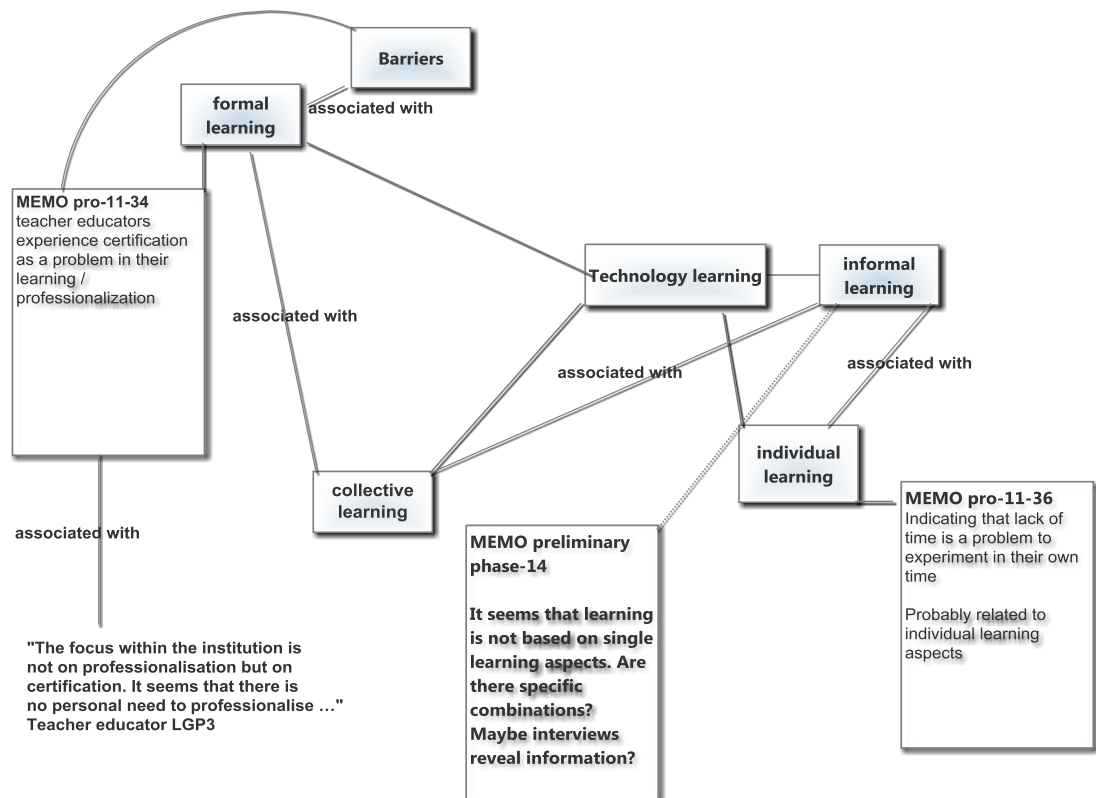 Barriers
formal
learning
associated with
MEMO pro-11-34
teacher educators
experience certification
as a problem in their
learning /
professionalization
Technology learning
informal
learning
associated with
associated with
associated with
individual
learning
collective
learning
MEMO pro-11-36
Indicating that lack of
time is a problem to
experiment in their own
time
Probably related to
individual learning
aspects
associated with
MEMO preliminary
phase-14
It seems that learning
is not based on single
learning aspects. Are
there specific
combinations?
Maybe interviews
reveal information?
"The focus within the institution is
not on professionalisation but on
certification. It seems that there is
no personal need to professionalise ..."
Teacher educator LGP3